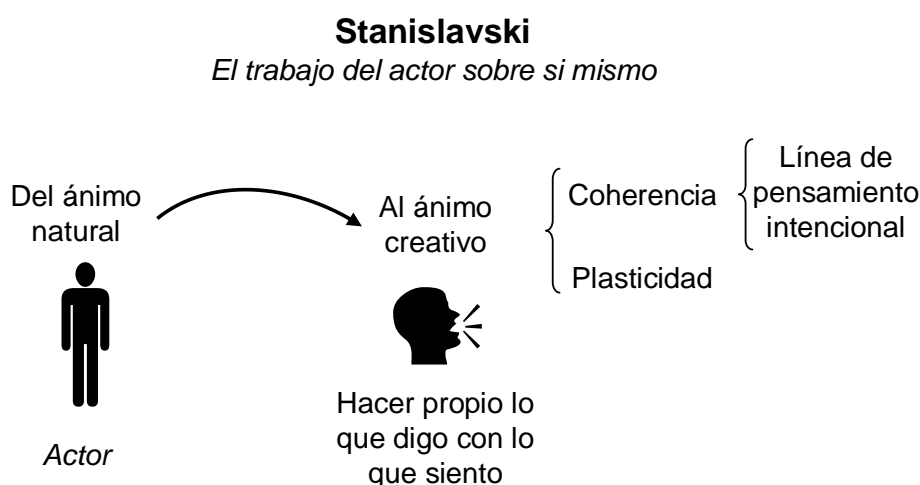 Stanislavski
El trabajo del actor sobre si mismo
Del ánimo
natural
Actor
Al ánimo
creativo
Hacer propio lo
que digo con lo
que siento
Coherencia
Plasticidad
Línea de
pensamiento
intencional